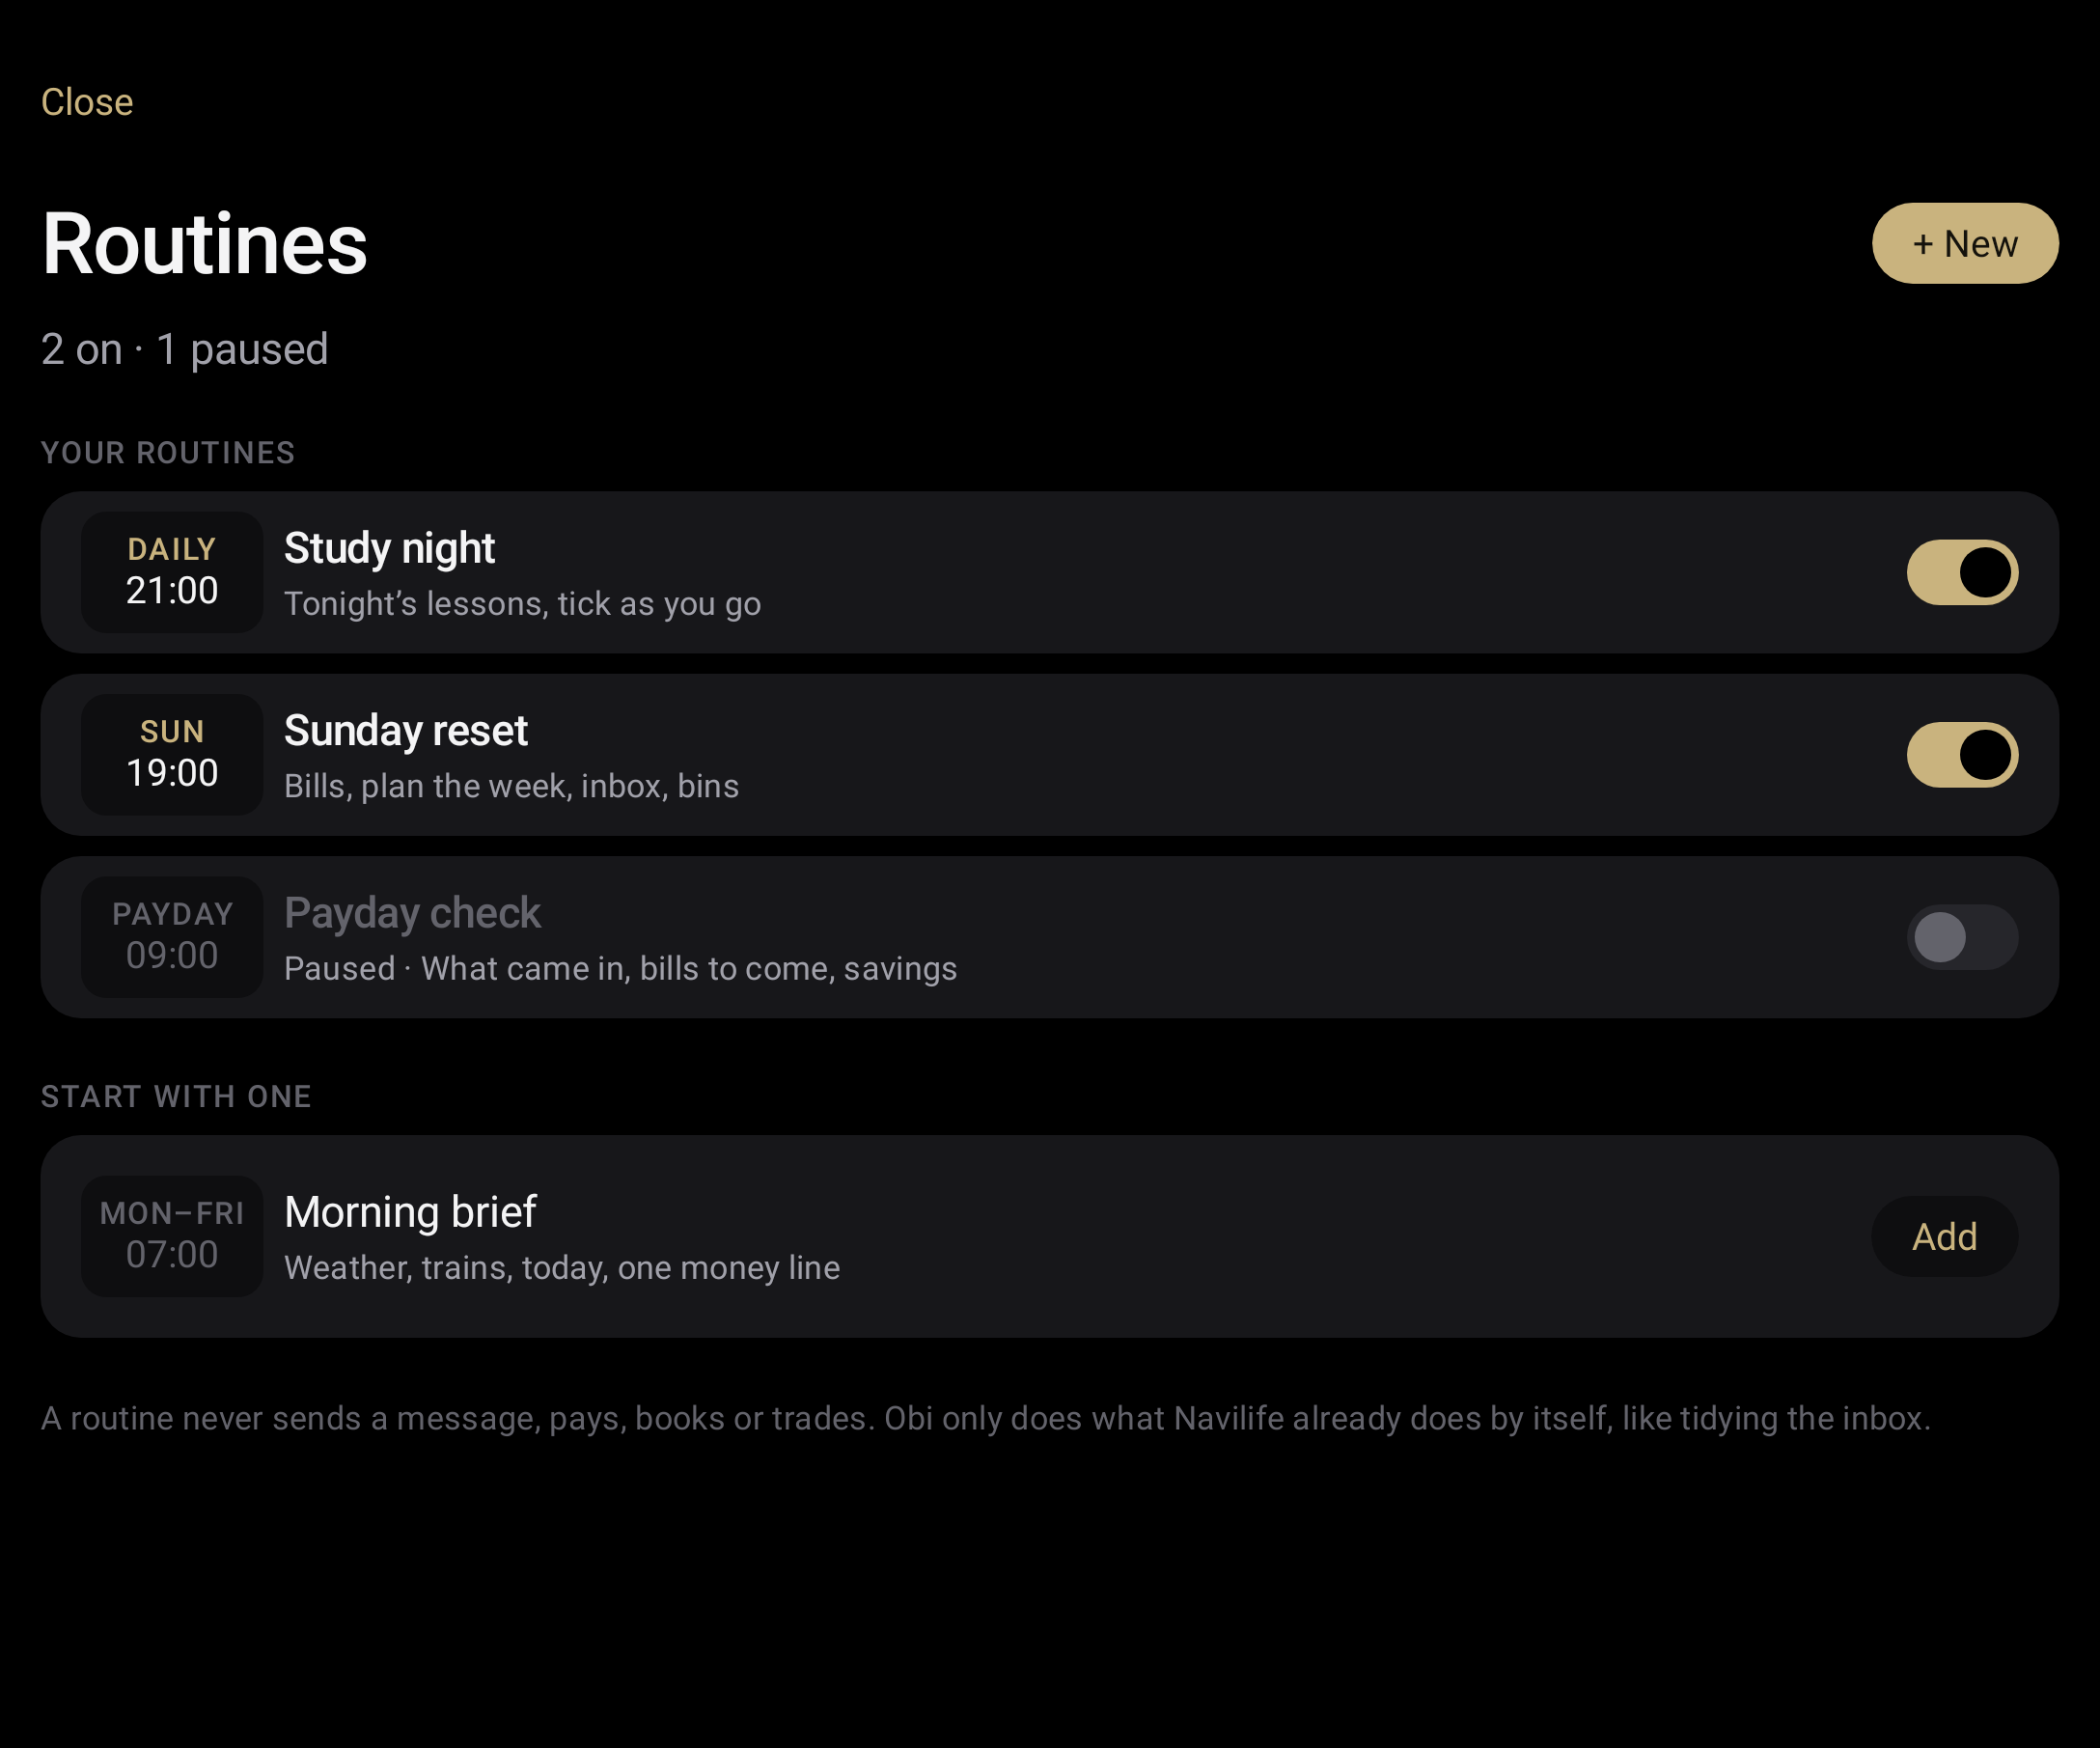 Close
Routines
+ New
2 on · 1 paused
YOUR ROUTINES
DAILY
21:00
Study night
Tonight’s lessons, tick as you go
SUN
19:00
Sunday reset
Bills, plan the week, inbox, bins
PAYDAY
09:00
Payday check
Paused · What came in, bills to come, savings
START WITH ONE
MON–FRI
07:00
Morning brief
Weather, trains, today, one money line
Add
A routine never sends a message, pays, books or trades. Obi only does what Navilife already does by itself, like tidying the inbox.